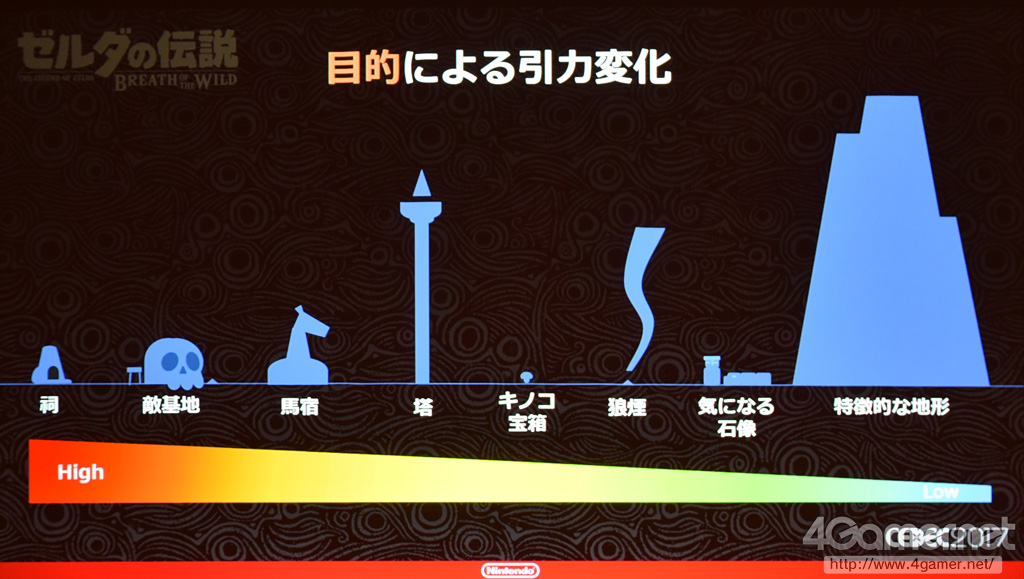 ゼルダの伝説
THE LEGEND OF ZELDA
BREATH OF THE WILD
目的による引力変化
祠
敵基地
馬宿
塔
キノコ
宝箱
狼煙
気になる
石像
特徴的な地形
High
Low
CEDEC2017
4Gamer.net
http://www.4gamer.net/
Nintendo